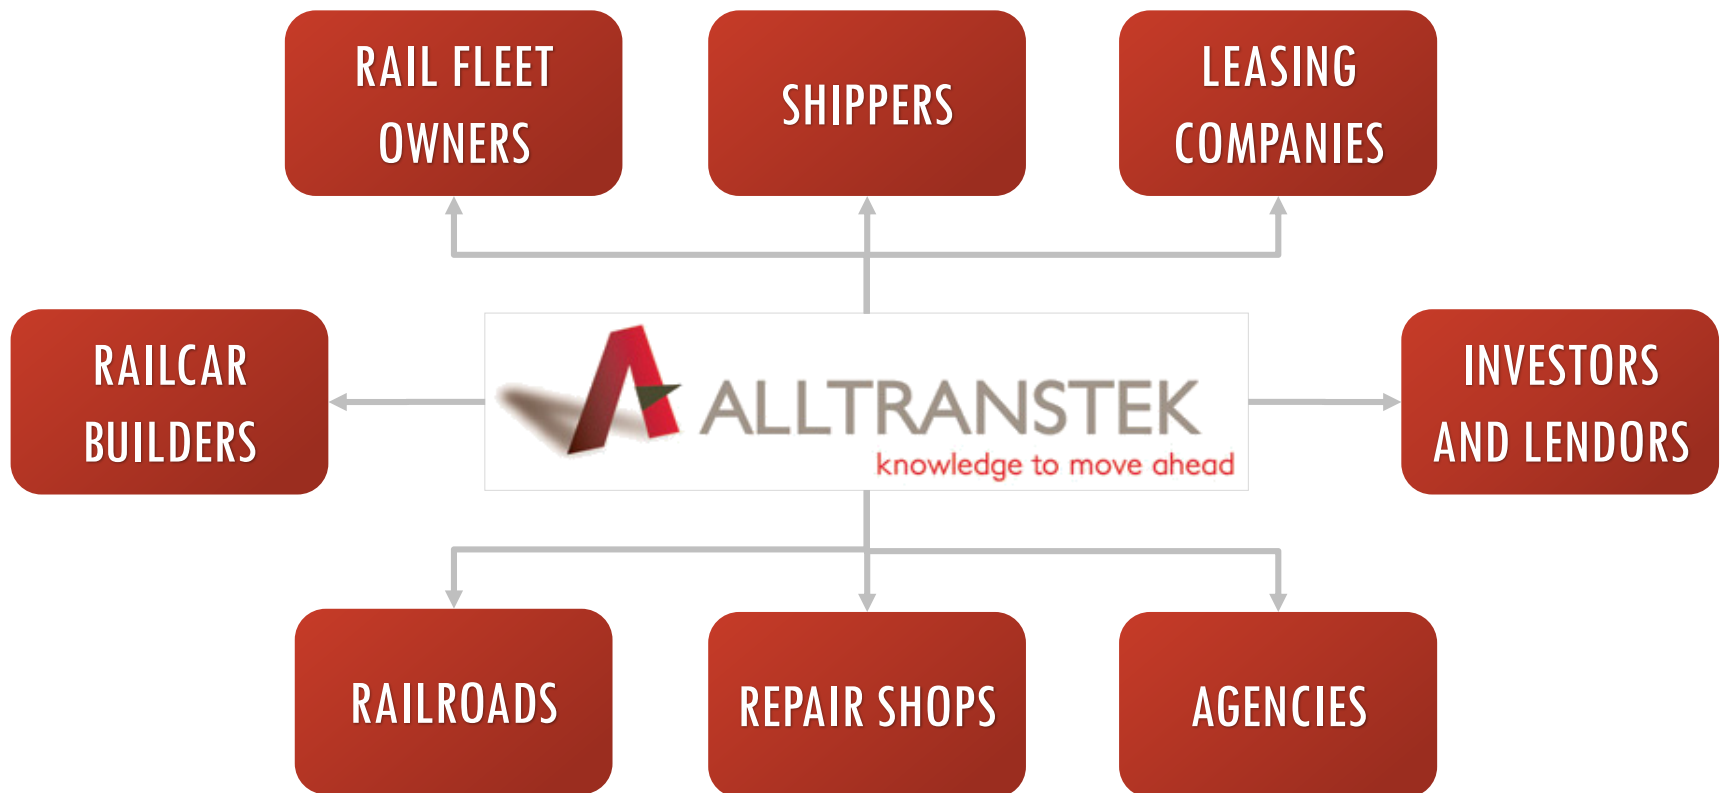 RAIL FLEET
OWNERS
SHIPPERS
LEASING
COMPANIES
RAILCAR
BUILDERS
ALLTRANSTEK
knowledge to move ahead
INVESTORS
AND LENDORS
RAILROADS
REPAIR SHOPS
AGENCIES